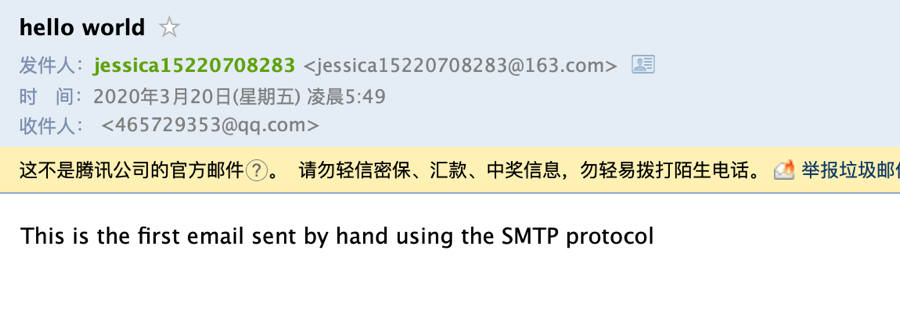 hello world
发件人：jessica15220708283 <jessica15220708283@163.com>
时 间：2020年3月20日(星期五) 凌晨5:49
收件人： <465729353@qq.com>
这不是腾讯公司的官方邮件?。 请勿轻信密保、汇款、中奖信息，勿轻易拨打陌生电话。 举报垃圾邮
This is the first email sent by hand using the SMTP protocol